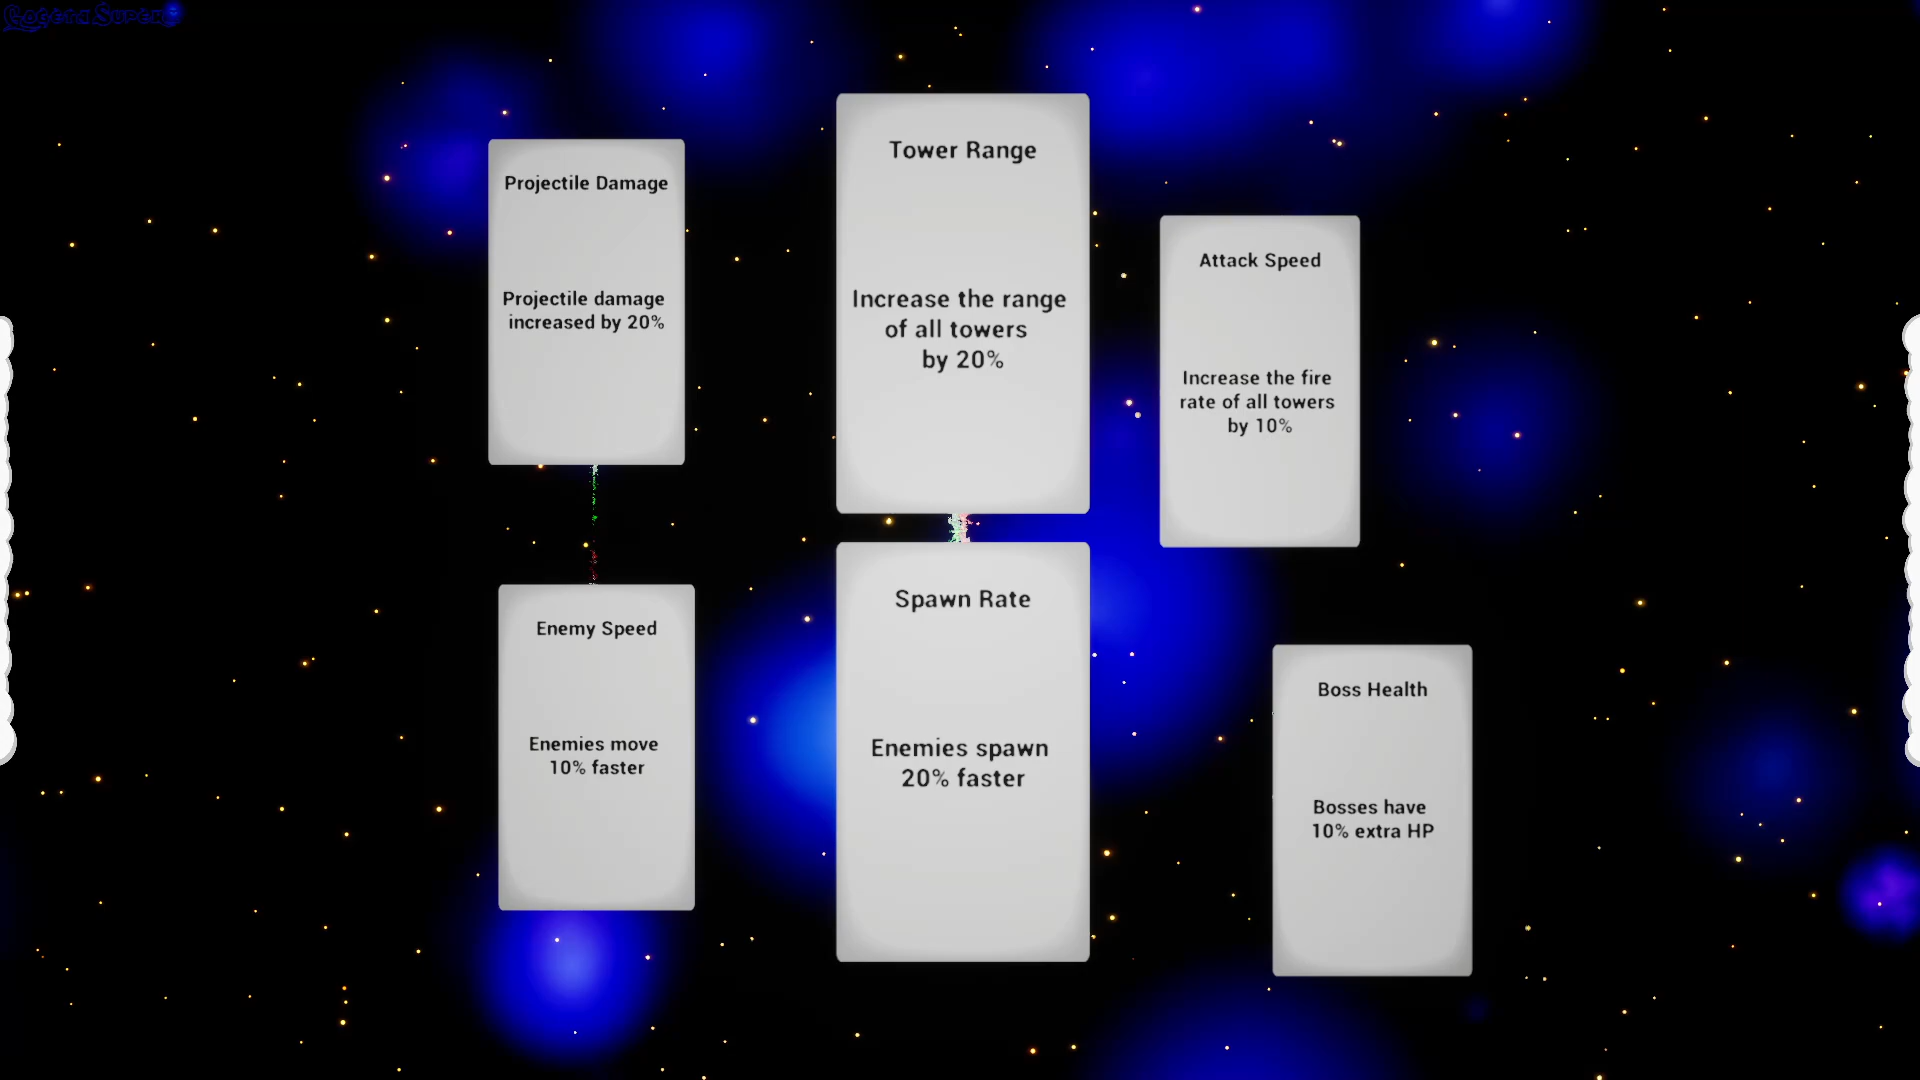 Projectile Damage
Projectile damage
increased by 20%
Tower Range
Increase the range
of all towers
by 20%
Attack Speed
Increase the fire
rate of all towers
by 10%
Enemy Speed
Enemies move
10% faster
Spawn Rate
Enemies spawn
20% faster
Boss Health
Bosses have
10% extra HP